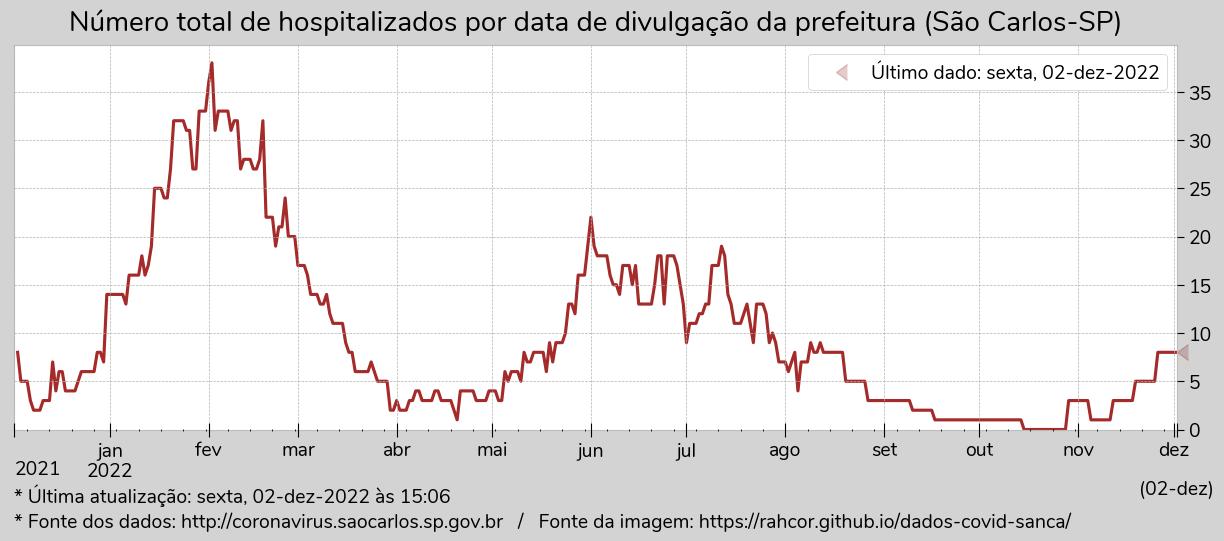 Número total de hospitalizados por data de divulgação da prefeitura (São Carlos-SP)
Último dado: sexta, 02-dez-2022
35
30
25
20
15
10
5
0
jan fev mar abr mai jun jul ago set out nov dez
2021 2022
(02-dez)
* Última atualização: sexta, 02-dez-2022 às 15:06
* Fonte dos dados: http://coronavirus.saocarlos.sp.gov.br / Fonte da imagem: https://rahcor.github.io/dados-covid-sanca/